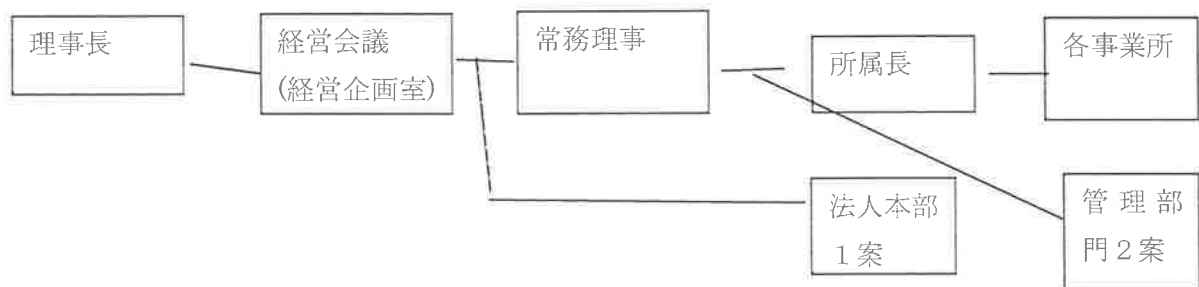 理事長
経営会議
(経営企画室)
常務理事
所属長
各事業所
法人本部
１案
管理部
門２案